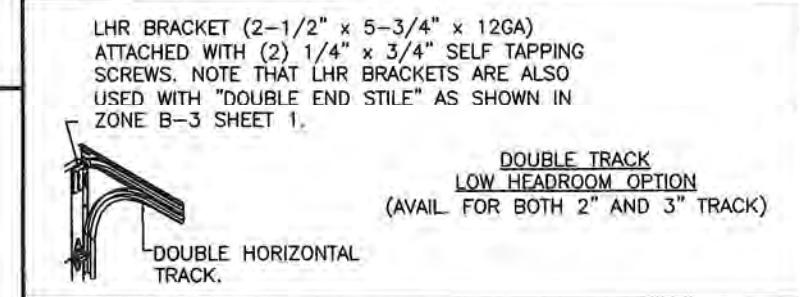 LHR BRACKET (2-1/2" x 5-3/4" x 12GA)
ATTACHED WITH (2) 1/4" x 3/4" SELF TAPPING
SCREWS. NOTE THAT LHR BRACKETS ARE ALSO
USED WITH "DOUBLE END STILE" AS SHOWN IN
ZONE B-3 SHEET 1.
DOUBLE TRACK
LOW HEADROOM OPTION
(AVAIL. FOR BOTH 2" AND 3" TRACK)
DOUBLE HORIZONTAL
TRACK.